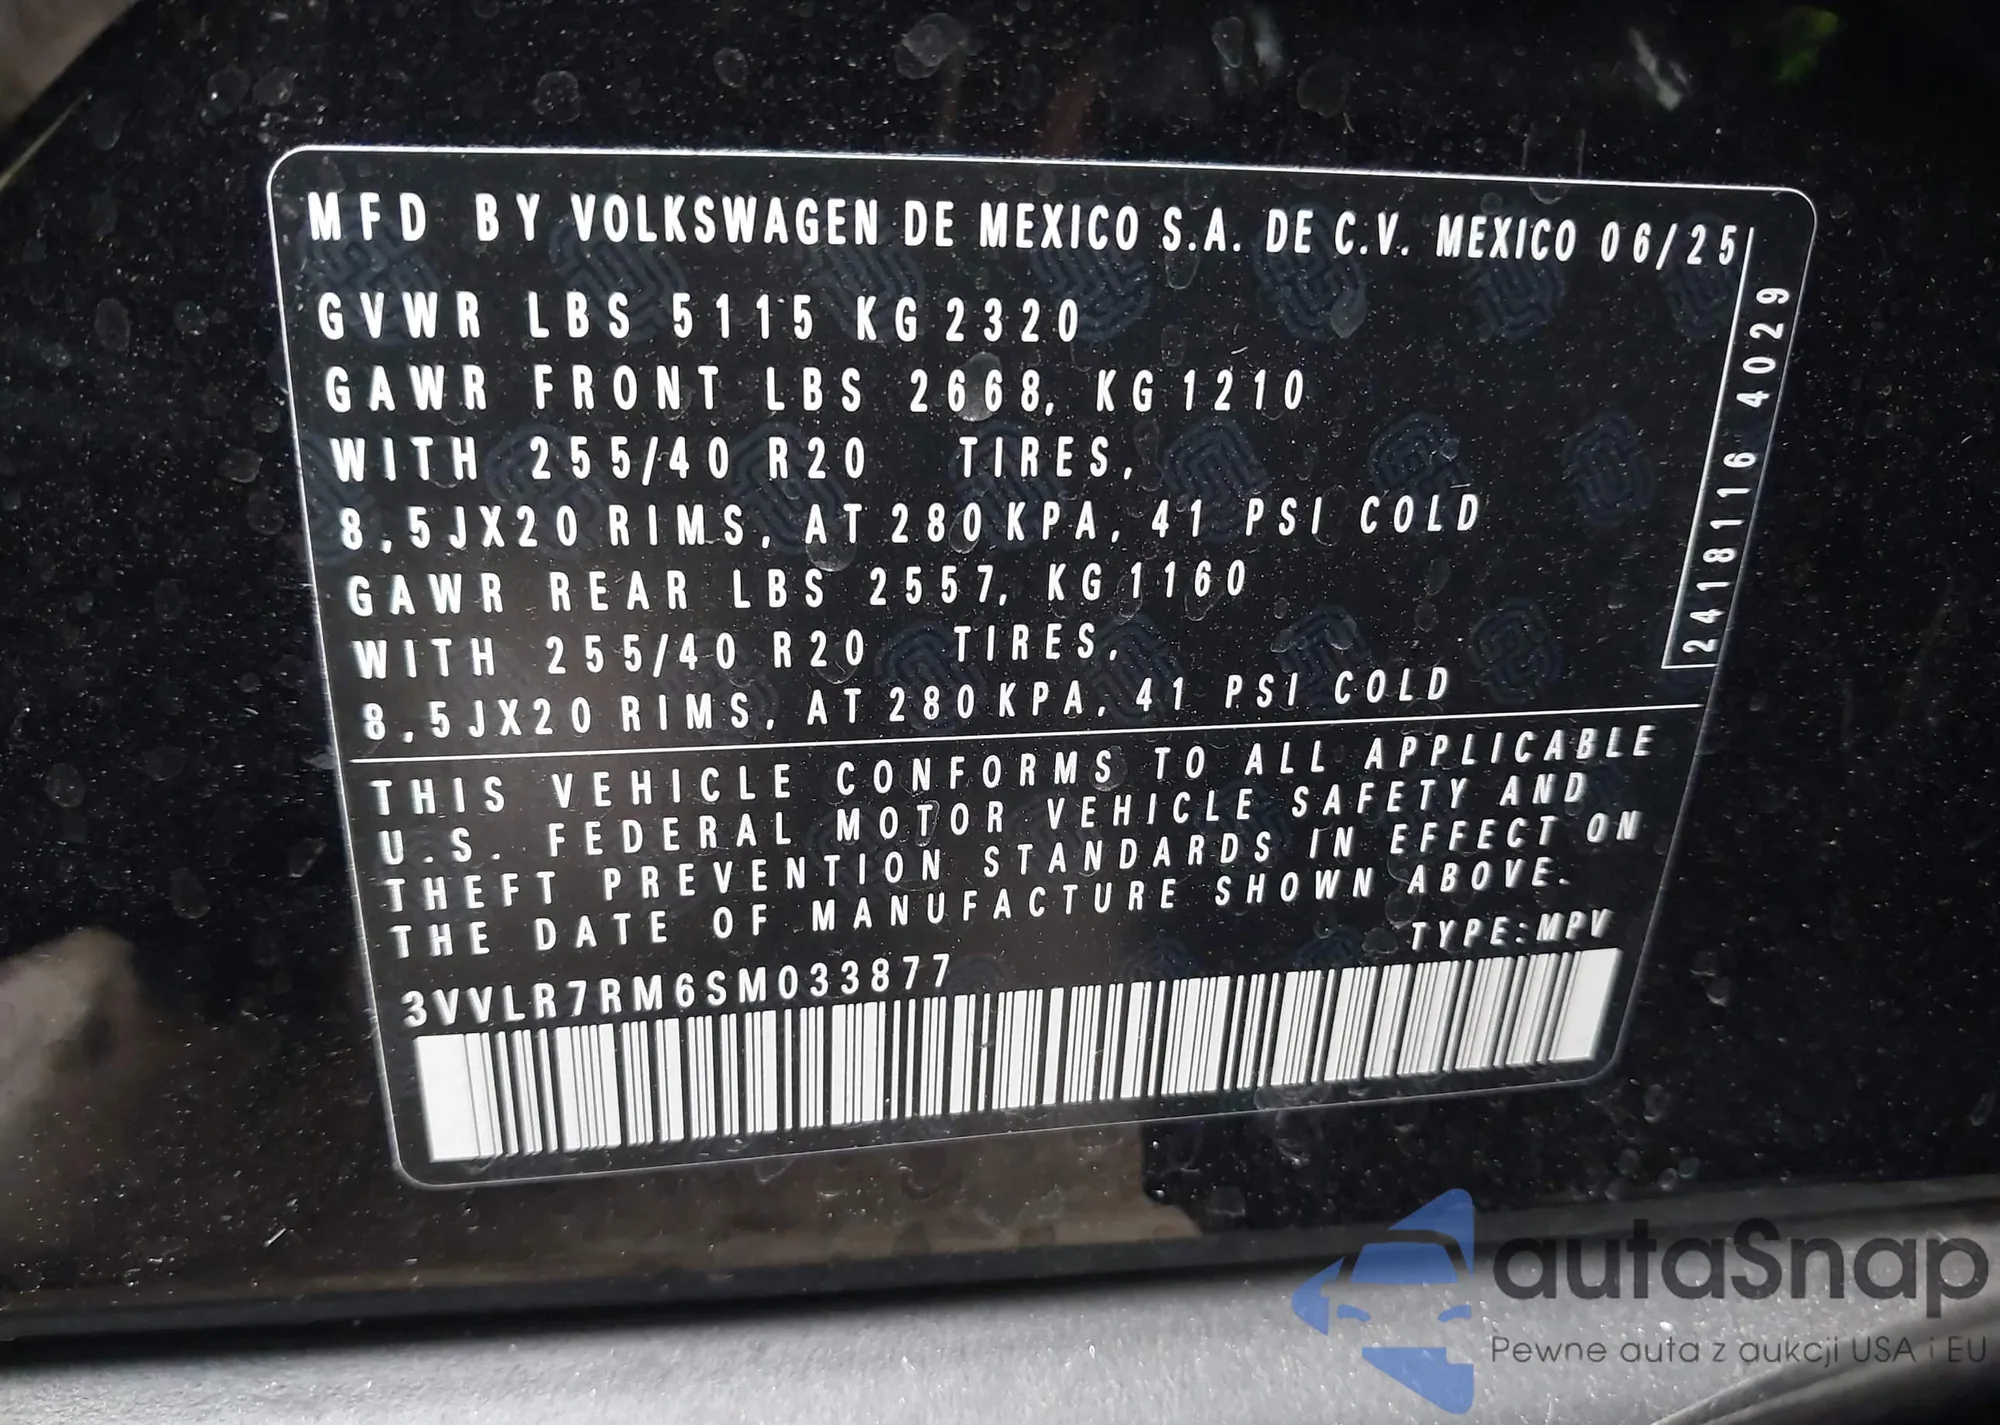 MFD BY VOLKSWAGEN DE MEXICO S.A. DE C.V. MEXICO 06/25
GVWR LBS 5115 KG 2320
GAWR FRONT LBS 2668, KG 1210
WITH 255/40 R20 TIRES,
8,5JX20 RIMS, AT 280 KPA, 41 PSI COLD
GAWR REAR LBS 2557, KG 1160
WITH 255/40 R20 TIRES,
8,5JX20 RIMS, AT 280 KPA, 41 PSI COLD
2418116 4029
THIS VEHICLE CONFORMS TO ALL APPLICABLE
U.S. FEDERAL MOTOR VEHICLE SAFETY AND
THEFT PREVENTION STANDARDS IN EFFECT ON
THE DATE OF MANUFACTURE SHOWN ABOVE.
TYPE:MPV
3VVLR7RM6SM033877
autaSnap
Pewne auta z aukcji USA i EU